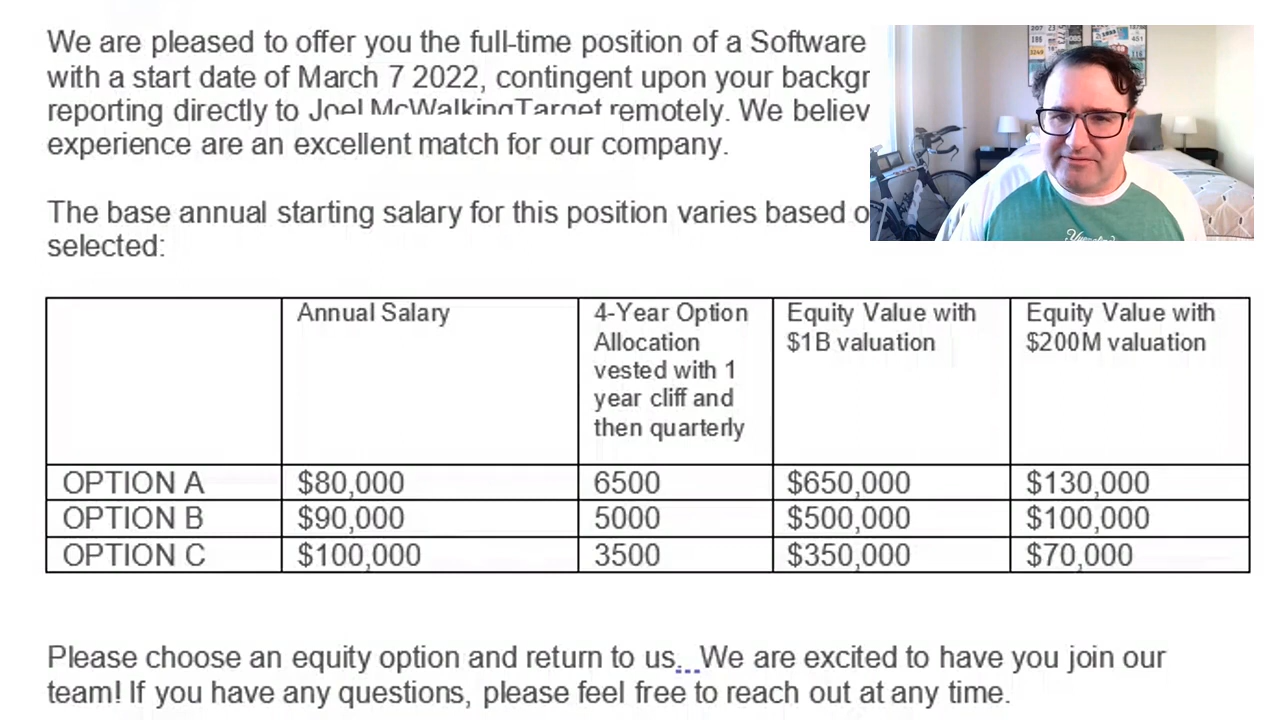 We are pleased to offer you the full-time position of a Software
with a start date of March 7 2022, contingent upon your backgr
reporting directly to Joel McWalkingTarget remotely. We believ
experience are an excellent match for our company.
The base annual starting salary for this position varies based o
selected:
Annual Salary
4-Year Option
Allocation
vested with 1
year cliff and
then quarterly
Equity Value with
$1B valuation
Equity Value with
$200M valuation
OPTION A $80,000 6500 $650,000 $130,000
OPTION B $90,000 5000 $500,000 $100,000
OPTION C $100,000 3500 $350,000 $70,000
Please choose an equity option and return to us. We are excited to have you join our
team! If you have any questions, please feel free to reach out at any time.